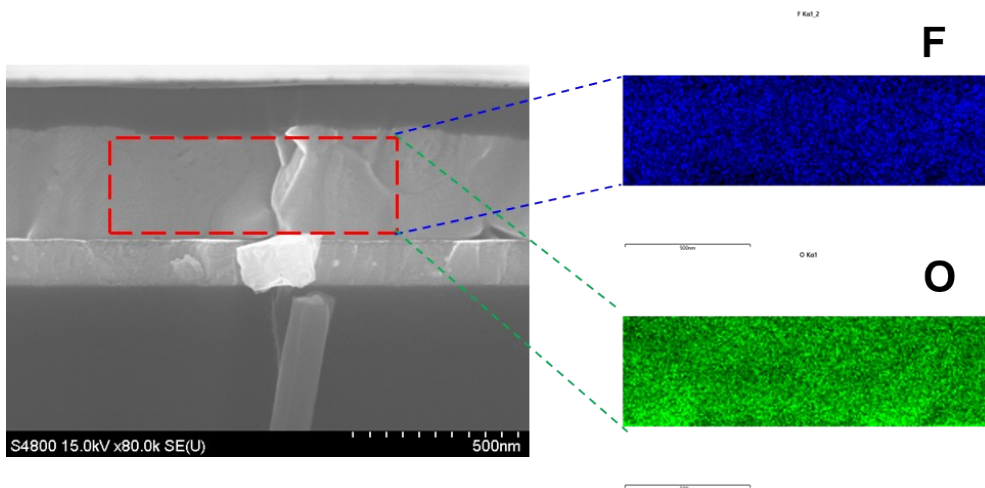 F Kα1_2
F
500nm
O Kα1
O
S4800 15.0kV x80.0k SE(U)
500nm